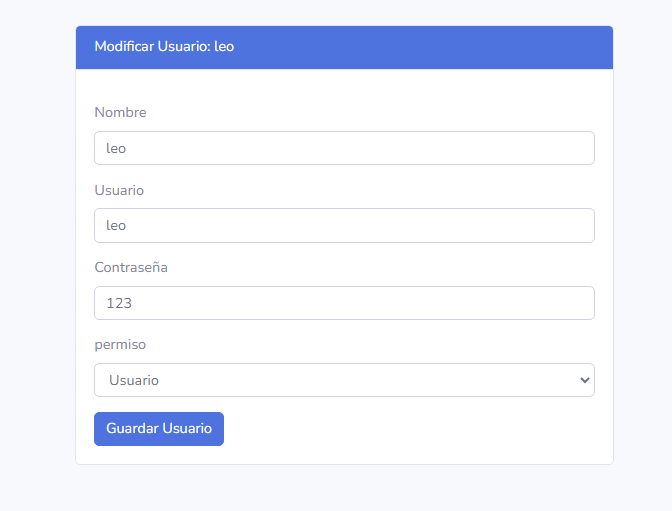 Modificar Usuario: leo
Nombre
leo
Usuario
leo
Contraseña
123
permiso
Usuario
Guardar Usuario